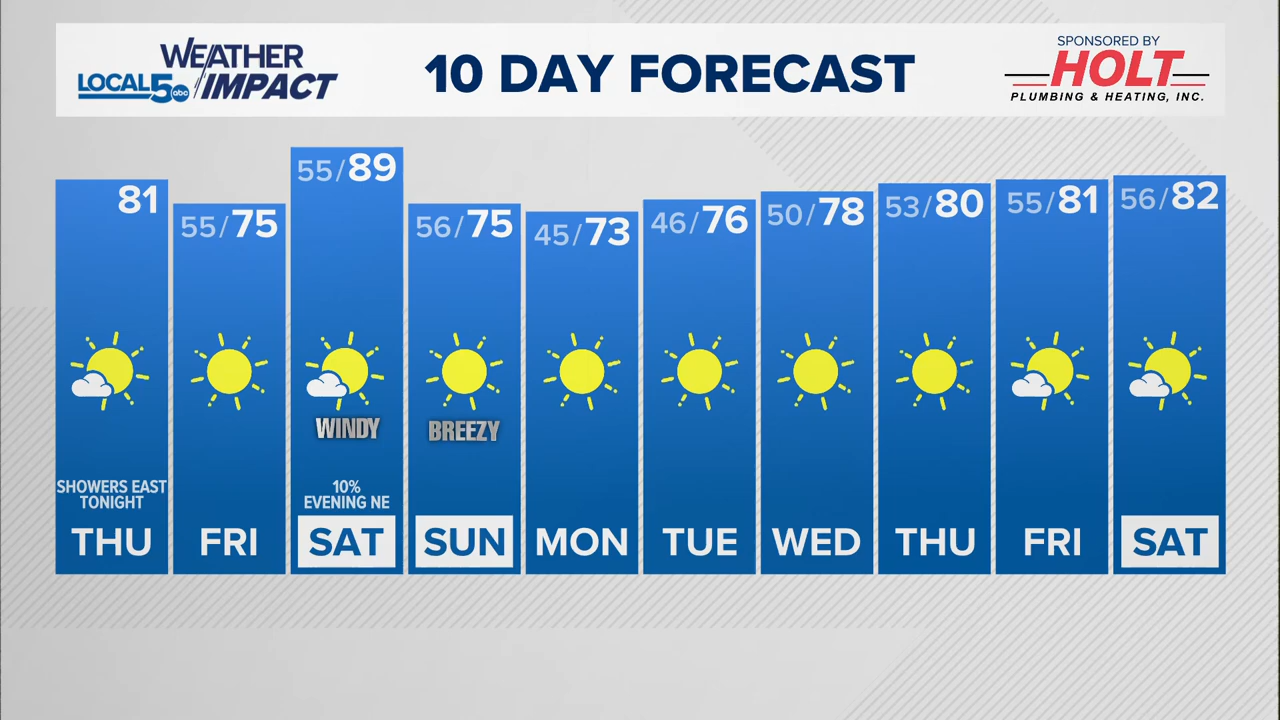 LOCAL 5 abc
WEATHER
IMPACT
10 DAY FORECAST
SPONSORED BY
HOLT
PLUMBING & HEATING, INC.
81
55/75
55/89
56/75
45/73
46/76
50/78
53/80
55/81
56/82
WINDY
BREEZY
SHOWERS EAST
TONIGHT
10%
EVENING NE
THU
FRI
SAT
SUN
MON
TUE
WED
THU
FRI
SAT